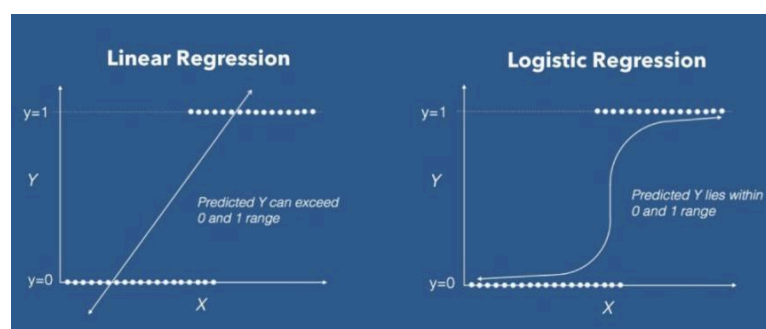 Linear Regression
y=1
Y
Predicted Y can exceed
0 and 1 range
y=0
X
Logistic Regression
y=1
Y
Predicted Y lies within
0 and 1 range
y=0
X